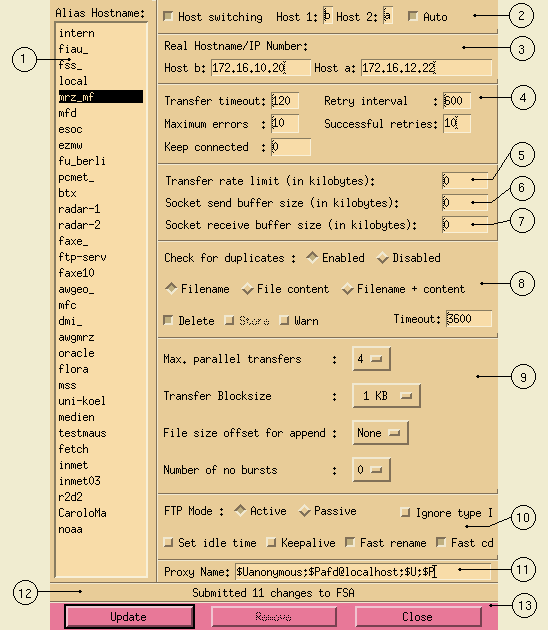 Alias Hostname:
intern
fiau_
fss_
local
mrz_mf
mfd
esoc
ezmw
fu_berli
pcmet_
btx
radar-1
radar-2
faxe_
ftp-serv
faxe10
awgeo_
mfc
dmi_
awgmrz
oracle
flora
mss
uni-koel
medien
testmaus
fetch
inmet
inmet03
r2d2
CaroloMa
noaa
1
Host switching Host 1: b Host 2: a Auto
2
Real Hostname/IP Number:
3
Host b: 172.16.10.20 Host a: 172.16.12.22
Transfer timeout: 120 Retry interval : 600
4
Maximum errors : 10 Successful retries: 10
Keep connected : 0
5
Transfer rate limit (in kilobytes): 0
6
Socket send buffer size (in kilobytes): 0
7
Socket receive buffer size (in kilobytes): 0
Check for duplicates : Enabled Disabled
8
Filename File content Filename + content
Delete Store Warn Timeout: 3600
Max. parallel transfers : 4
9
Transfer Blocksize : 1 KB
File size offset for append : None
Number of no bursts : 0
FTP Mode : Active Passive Ignore type I
10
Set idle time Keepalive Fast rename Fast cd
11
Proxy Name: $Uanonymous;$Pafd@localhost;$U;$P
12
Submitted 11 changes to FSA
13
Update Remove Close